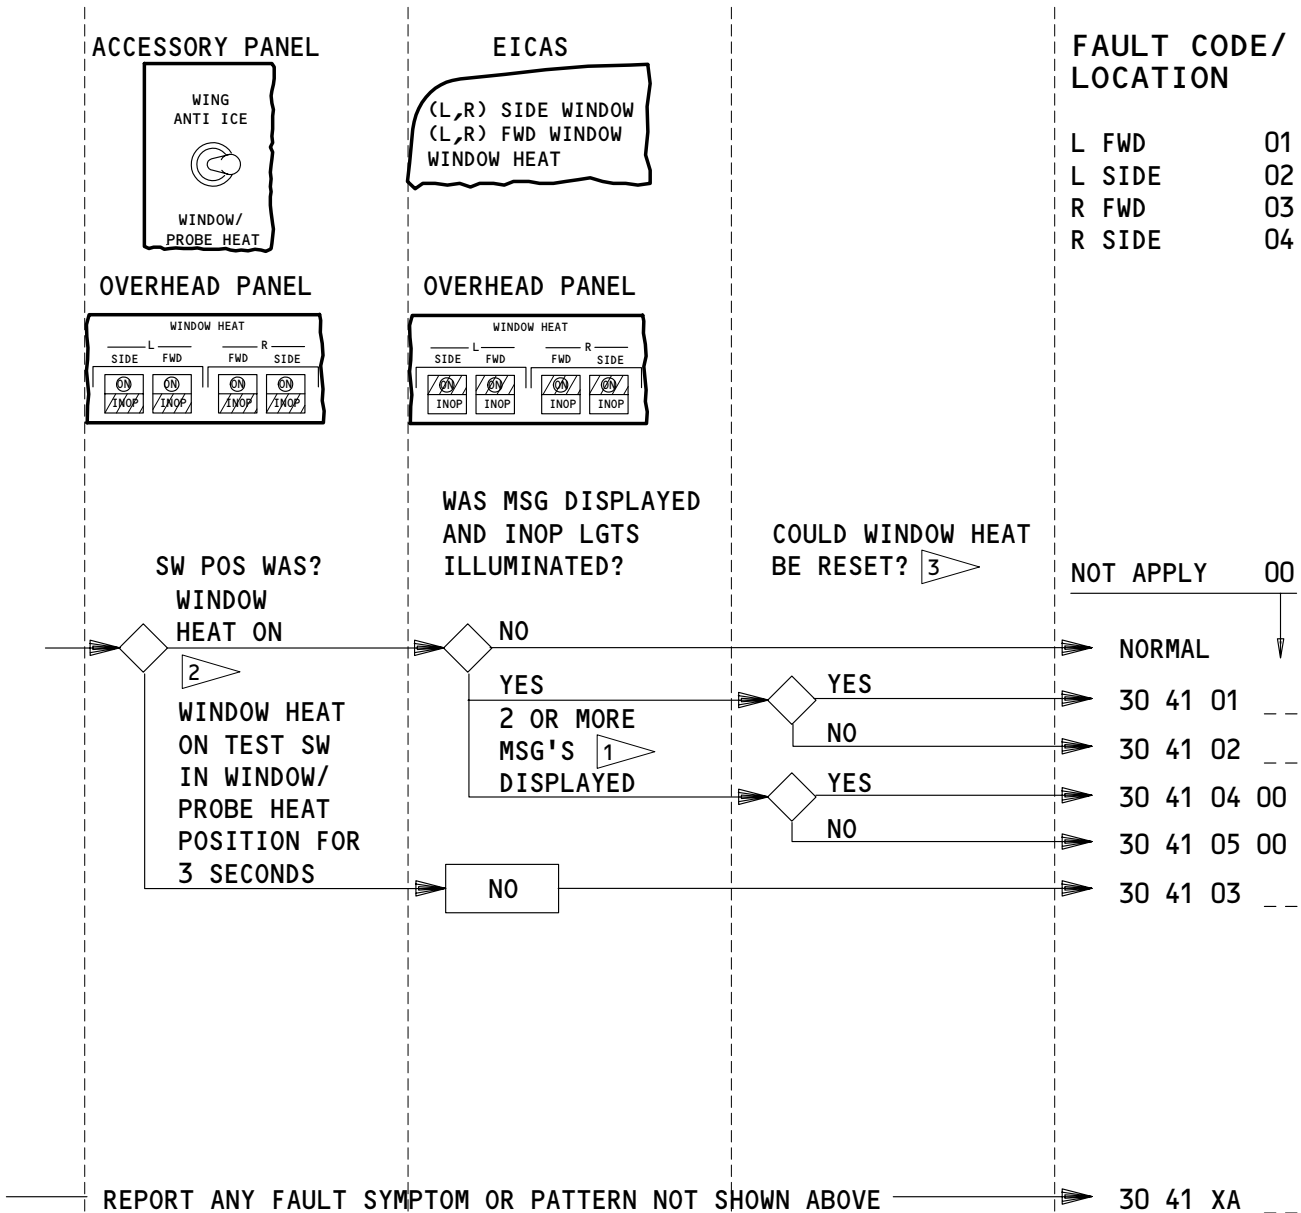 ACCESSORY PANEL
WING
ANTI ICE
WINDOW/
PROBE HEAT
OVERHEAD PANEL
WINDOW HEAT
L R
SIDE FWD FWD SIDE
ON ON ON ON
INOP INOP INOP INOP
EICAS
(L,R) SIDE WINDOW
(L,R) FWD WINDOW
WINDOW HEAT
OVERHEAD PANEL
WINDOW HEAT
L R
SIDE FWD FWD SIDE
ON ON ON ON
INOP INOP INOP INOP
FAULT CODE/
LOCATION
L FWD 01
L SIDE 02
R FWD 03
R SIDE 04
SW POS WAS?
WINDOW
HEAT ON
2
WINDOW HEAT
ON TEST SW
IN WINDOW/
PROBE HEAT
POSITION FOR
3 SECONDS
WAS MSG DISPLAYED
AND INOP LGTS
ILLUMINATED?
NO
YES
2 OR MORE
MSG'S 1
DISPLAYED
NO
COULD WINDOW HEAT
BE RESET? 3
YES
NO
YES
NO
NOT APPLY 00
NORMAL
30 41 01 _ _
30 41 02 _ _
30 41 04 00
30 41 05 00
30 41 03 _ _
REPORT ANY FAULT SYMPTOM OR PATTERN NOT SHOWN ABOVE 30 41 XA _ _